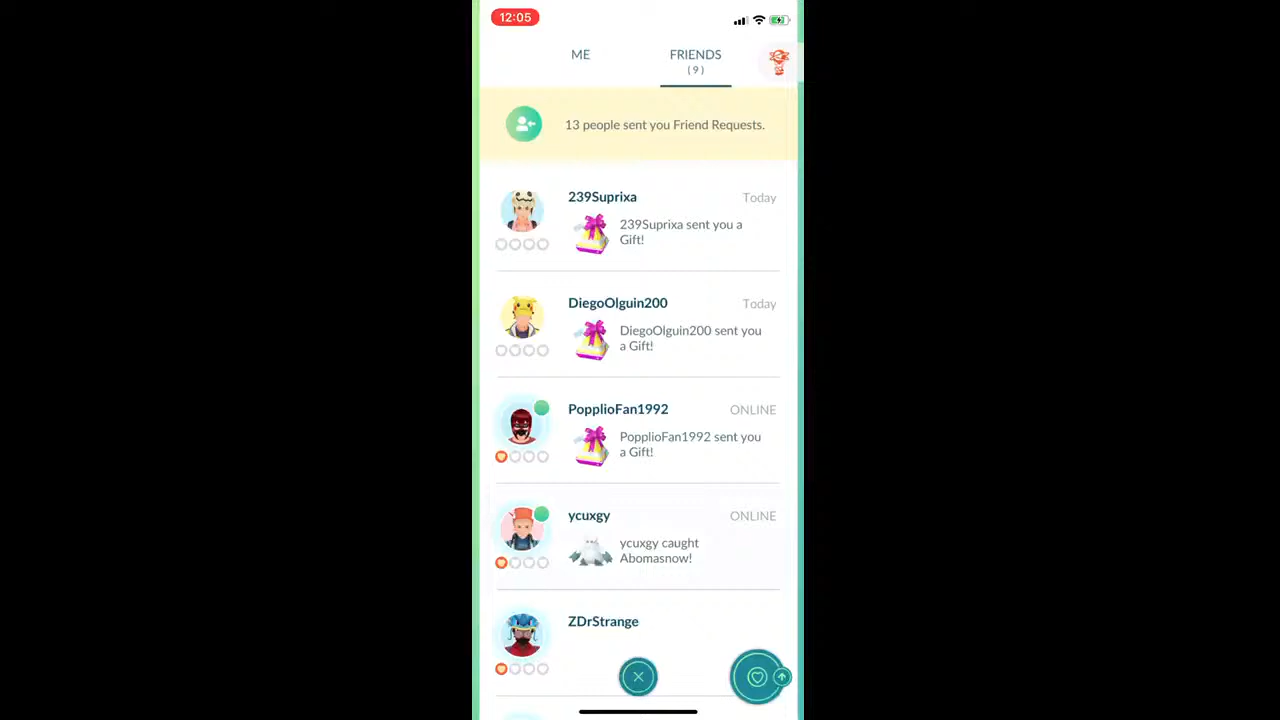 12:05
ME
FRIENDS
(9)
13 people sent you Friend Requests.
239Suprixa
Today
239Suprixa sent you a
Gift!
DiegoOlguin200
Today
DiegoOlguin200 sent you
a Gift!
PopplioFan1992
ONLINE
PopplioFan1992 sent you
a Gift!
ycuxgy
ONLINE
ycuxgy caught
Abomasnow!
ZDrStrange